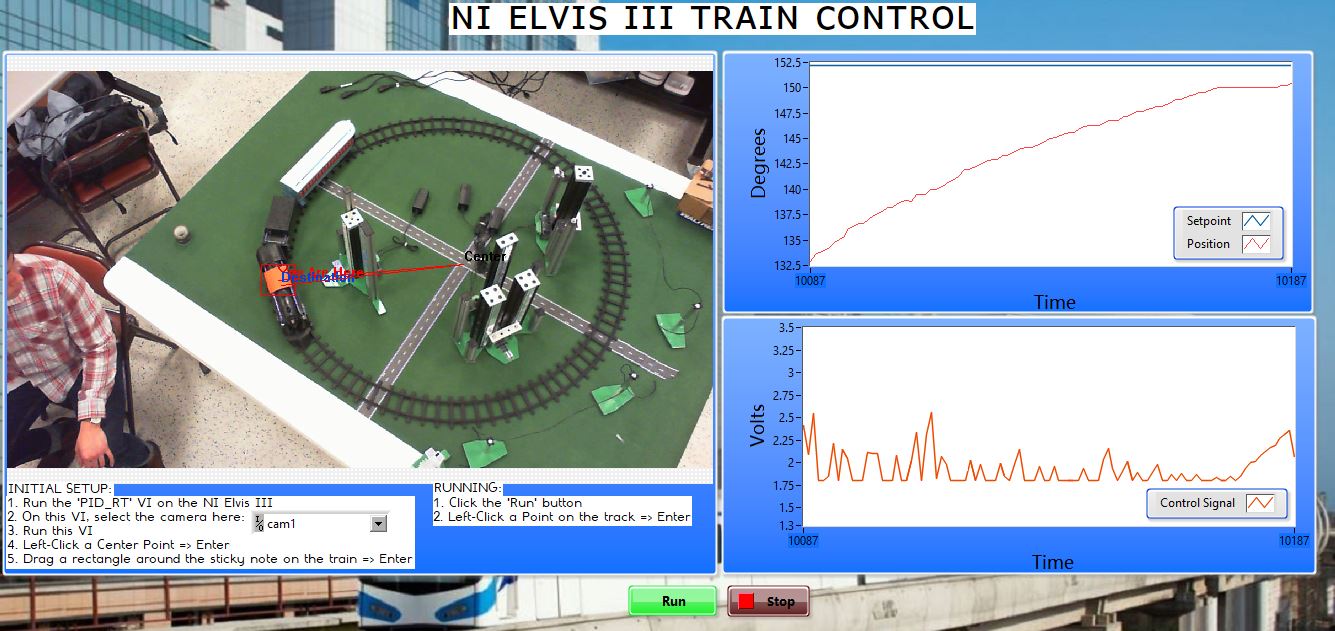 NI ELVIS III TRAIN CONTROL
Center
Destination
INITIAL SETUP:
1. Run the 'PID_RT' VI on the NI Elvis III
2. On this VI, select the camera here: I/O cam1
3. Run this VI
4. Left-Click a Center Point => Enter
5. Drag a rectangle around the sticky note on the train => Enter
RUNNING:
1. Click the 'Run' button
2. Left-Click a Point on the track => Enter
Degrees
152.5
150
147.5
145
142.5
140
137.5
135
132.5
Setpoint
Position
10087
10187
Time
Volts
3.5
3.25
3
2.75
2.5
2.25
2
1.75
1.5
1.3
Control Signal
10087
10187
Time
Run
Stop